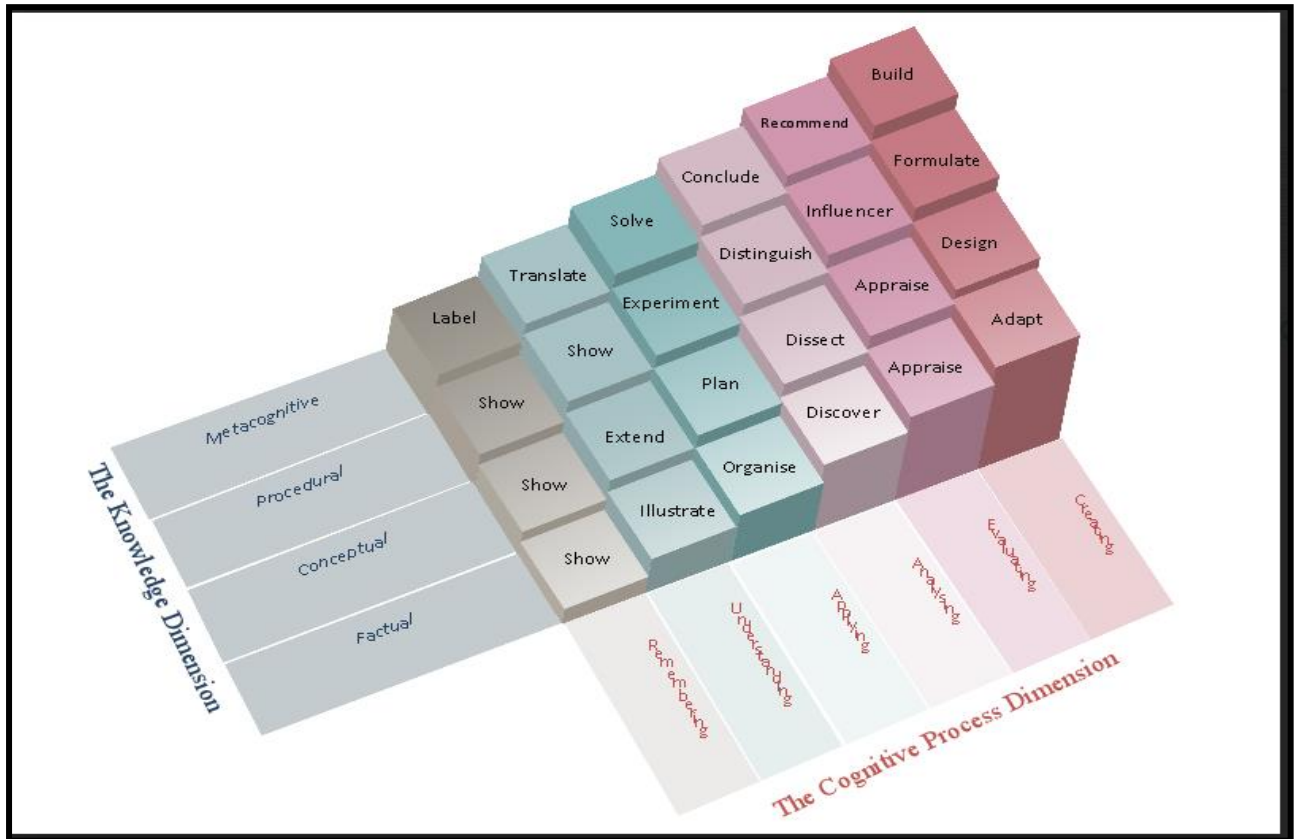 Build
Recommend
Formulate
Conclude
Influencer
Design
Solve
Distinguish
Appraise
Adapt
Translate
Experiment
Dissect
Appraise
Label
Show
Plan
Discover
Show
Extend
Organise
Show
Illustrate
Show
Metacognitive
Procedural
Conceptual
Factual
The Knowledge Dimension
Remembering
Understanding
Applying
Analysing
Evaluating
Creating
The Cognitive Process Dimension